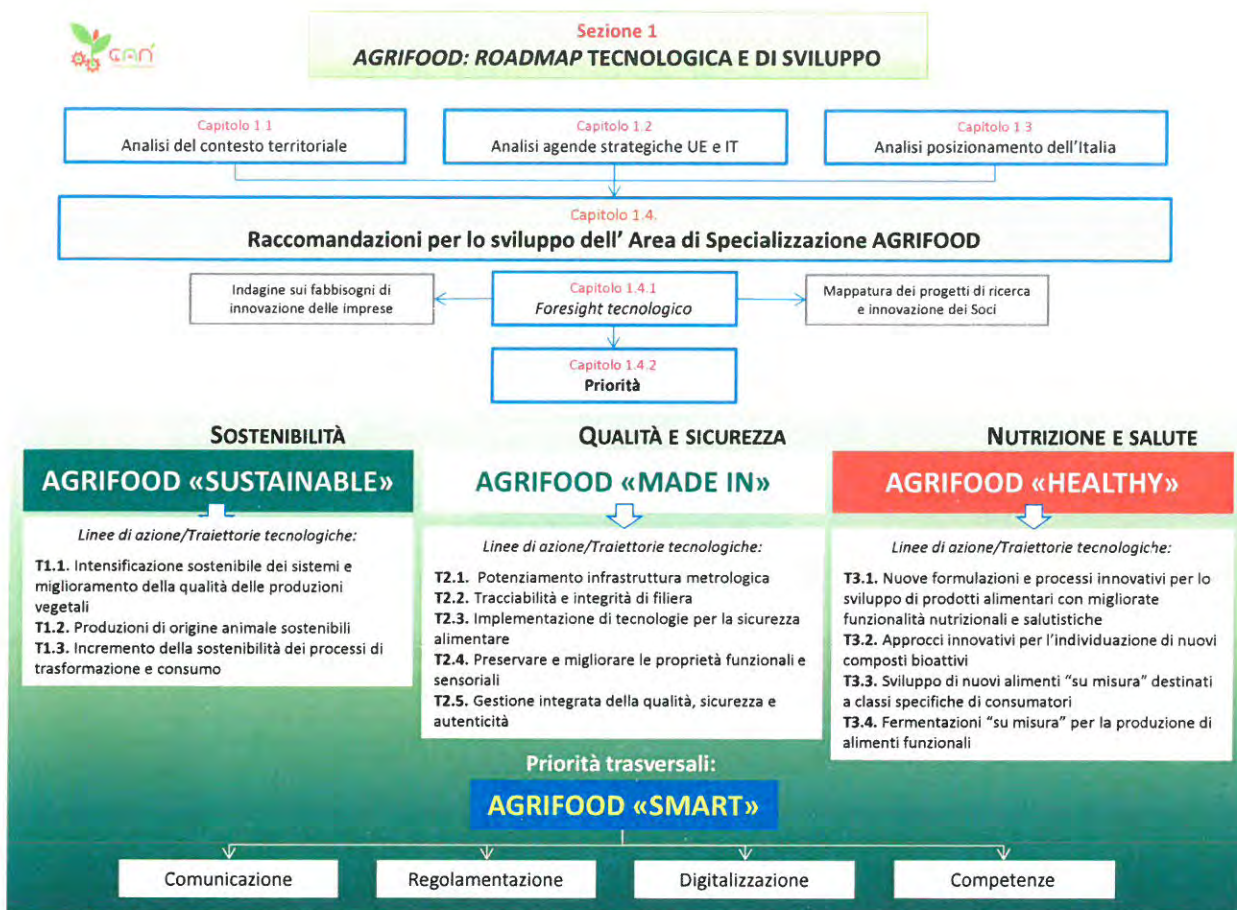 CAN
Sezione 1
AGRIFOOD: ROADMAP TECNOLOGICA E DI SVILUPPO
Capitolo 1.1
Analisi del contesto territoriale
Capitolo 1.2
Analisi agende strategiche UE e IT
Capitolo 1.3
Analisi posizionamento dell'Italia
Capitolo 1.4.
Raccomandazioni per lo sviluppo dell' Area di Specializzazione AGRIFOOD
Indagine sui fabbisogni di
innovazione delle imprese
Capitolo 1.4.1
Foresight tecnologico
Mappatura dei progetti di ricerca
e innovazione dei Soci
Capitolo 1.4.2
Priorità
SOSTENIBILITÀ
AGRIFOOD «SUSTAINABLE»
Linee di azione/Traiettorie tecnologiche:
T1.1. Intensificazione sostenibile dei sistemi e
miglioramento della qualità delle produzioni
vegetali
T1.2. Produzioni di origine animale sostenibili
T1.3. Incremento della sostenibilità dei processi di
trasformazione e consumo
QUALITÀ E SICUREZZA
AGRIFOOD «MADE IN»
Linee di azione/Traiettorie tecnologiche:
T2.1. Potenziamento infrastruttura metrologica
T2.2. Tracciabilità e integrità di filiera
T2.3. Implementazione di tecnologie per la sicurezza
alimentare
T2.4. Preservare e migliorare le proprietà funzionali e
sensoriali
T2.5. Gestione integrata della qualità, sicurezza e
autenticità
NUTRIZIONE E SALUTE
AGRIFOOD «HEALTHY»
Linee di azione/Traiettorie tecnologiche:
T3.1. Nuove formulazioni e processi innovativi per lo
sviluppo di prodotti alimentari con migliorate
funzionalità nutrizionali e salutistiche
T3.2. Approcci innovativi per l'individuazione di nuovi
composti bioattivi
T3.3. Sviluppo di nuovi alimenti "su misura" destinati
a classi specifiche di consumatori
T3.4. Fermentazioni "su misura" per la produzione di
alimenti funzionali
Priorità trasversali:
AGRIFOOD «SMART»
Comunicazione
Regolamentazione
Digitalizzazione
Competenze